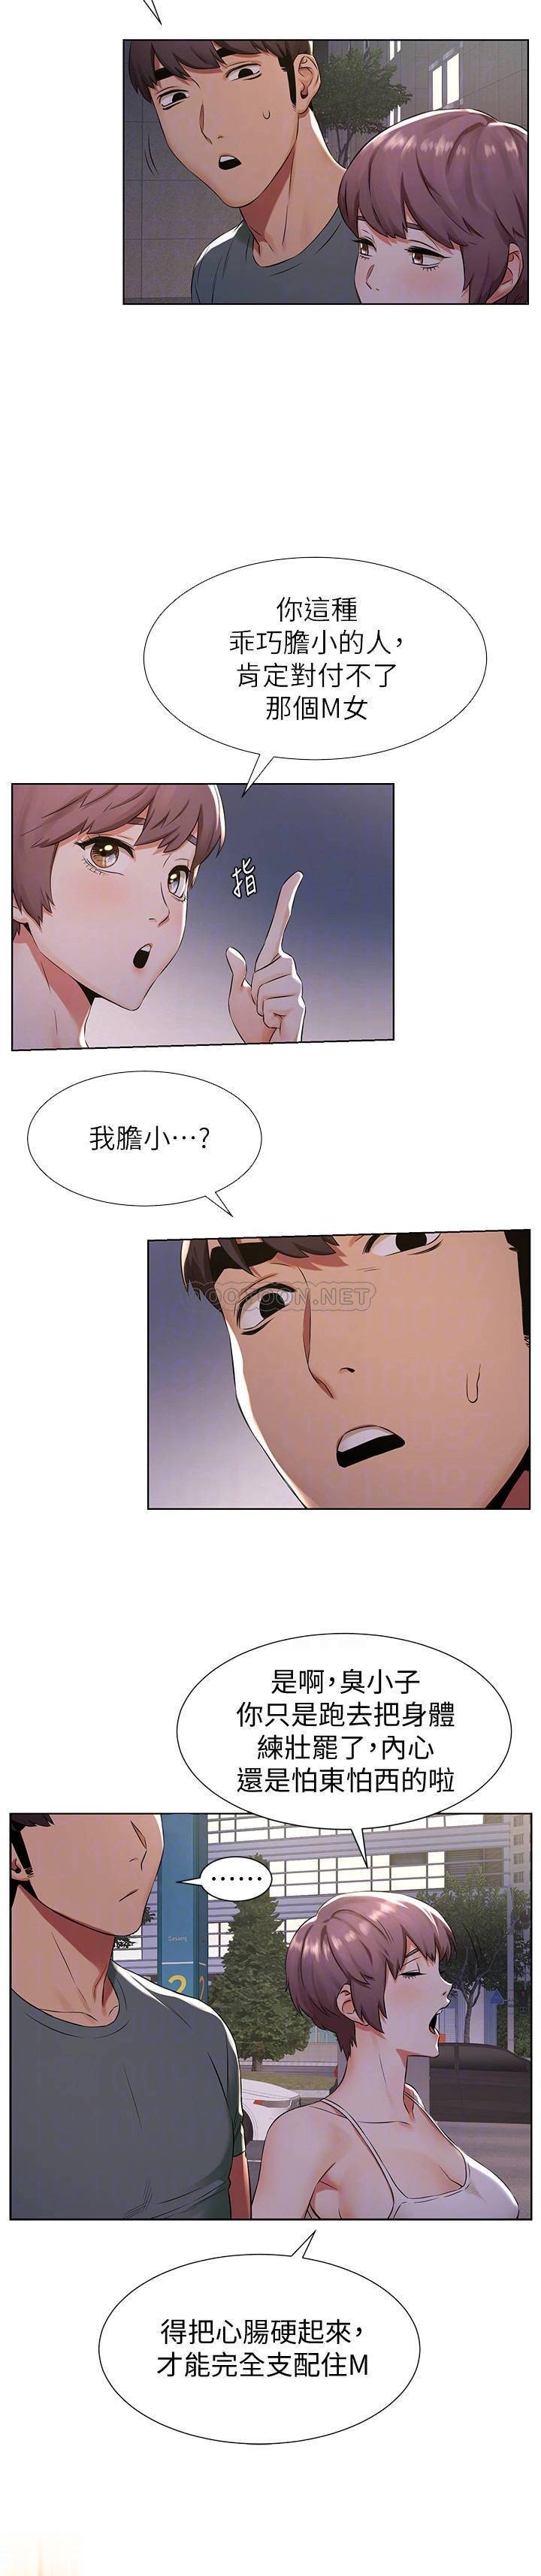 你這種
乖巧膽小的人，
肯定對付不了
那個M女
指
我膽小…?
TOON.NET
是啊，臭小子
你只是跑去把身體
練壯罷了，內心
還是怕東怕西的啦
……
2
得把心腸硬起來，
才能完全支配住M